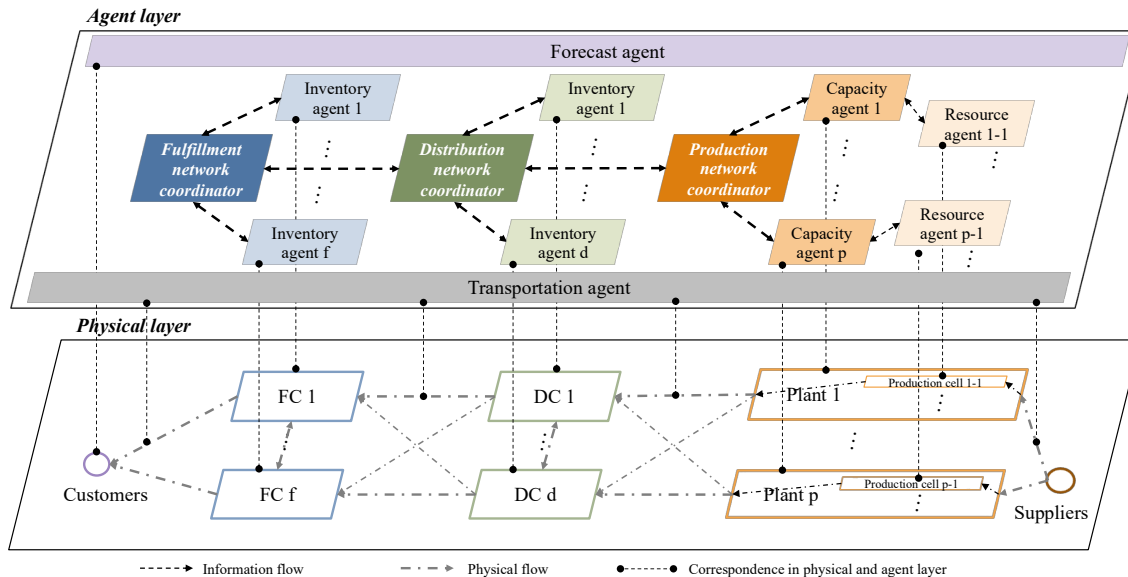 Agent layer
Forecast agent
Inventory
agent 1
Inventory
agent 1
Capacity
agent 1
Resource
agent 1-1
Fulfillment
network
coordinator
Distribution
network
coordinator
Production
network
coordinator
Inventory
agent f
Inventory
agent d
Capacity
agent p
Resource
agent p-1
Transportation agent
Physical layer
FC 1
DC 1
Plant 1
Production cell 1-1
Customers
FC f
DC d
Plant p
Production cell p-1
Suppliers
Information flow
Physical flow
Correspondence in physical and agent layer